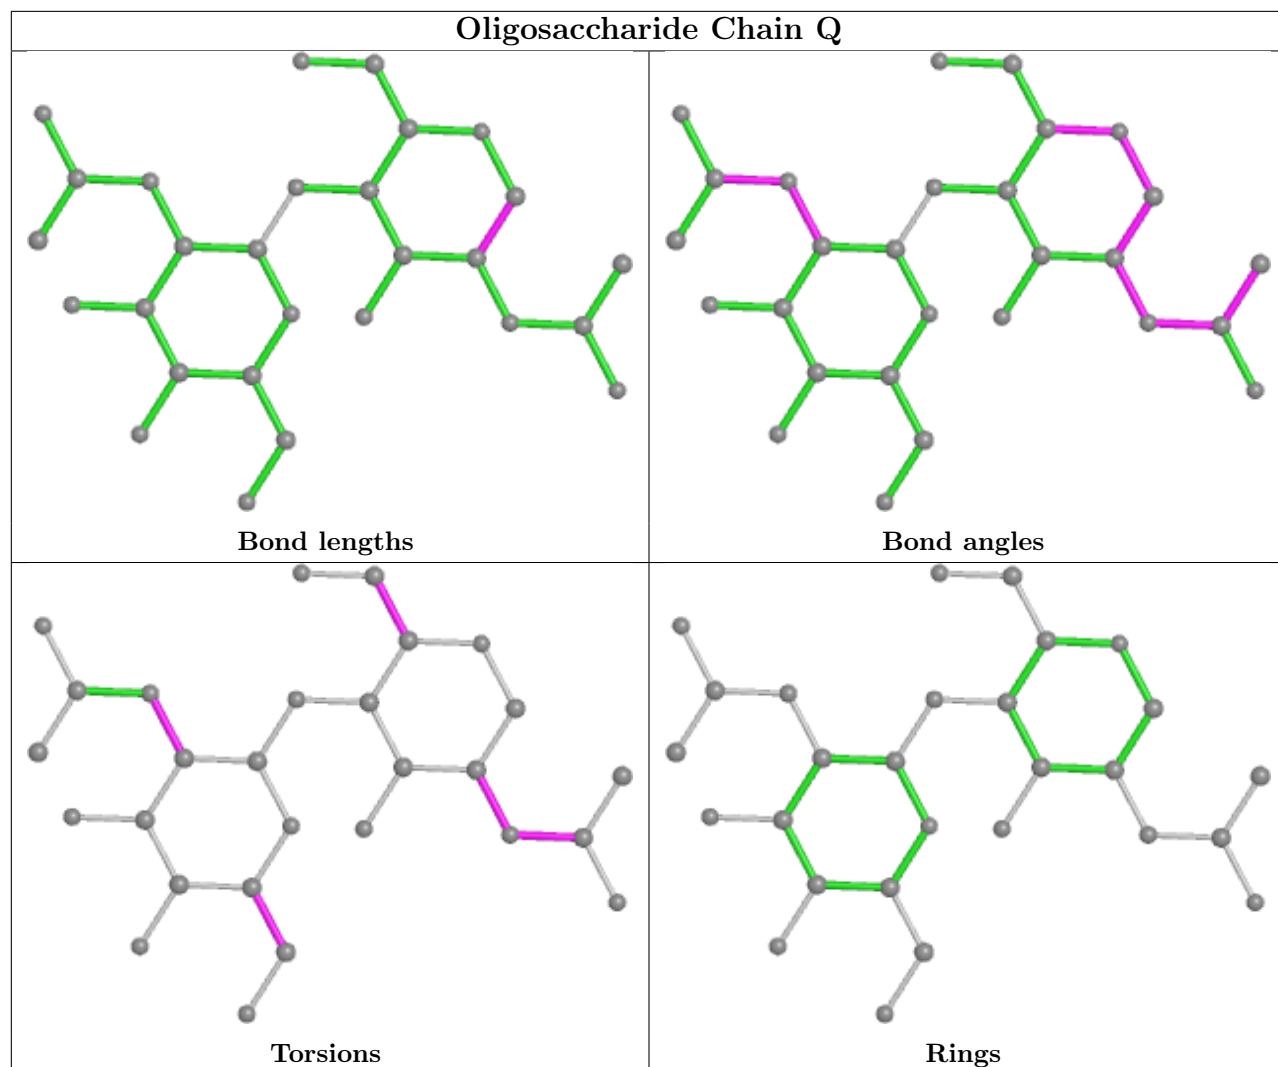 Oligosaccharide Chain Q
Bond lengths
Bond angles
Torsions
Rings